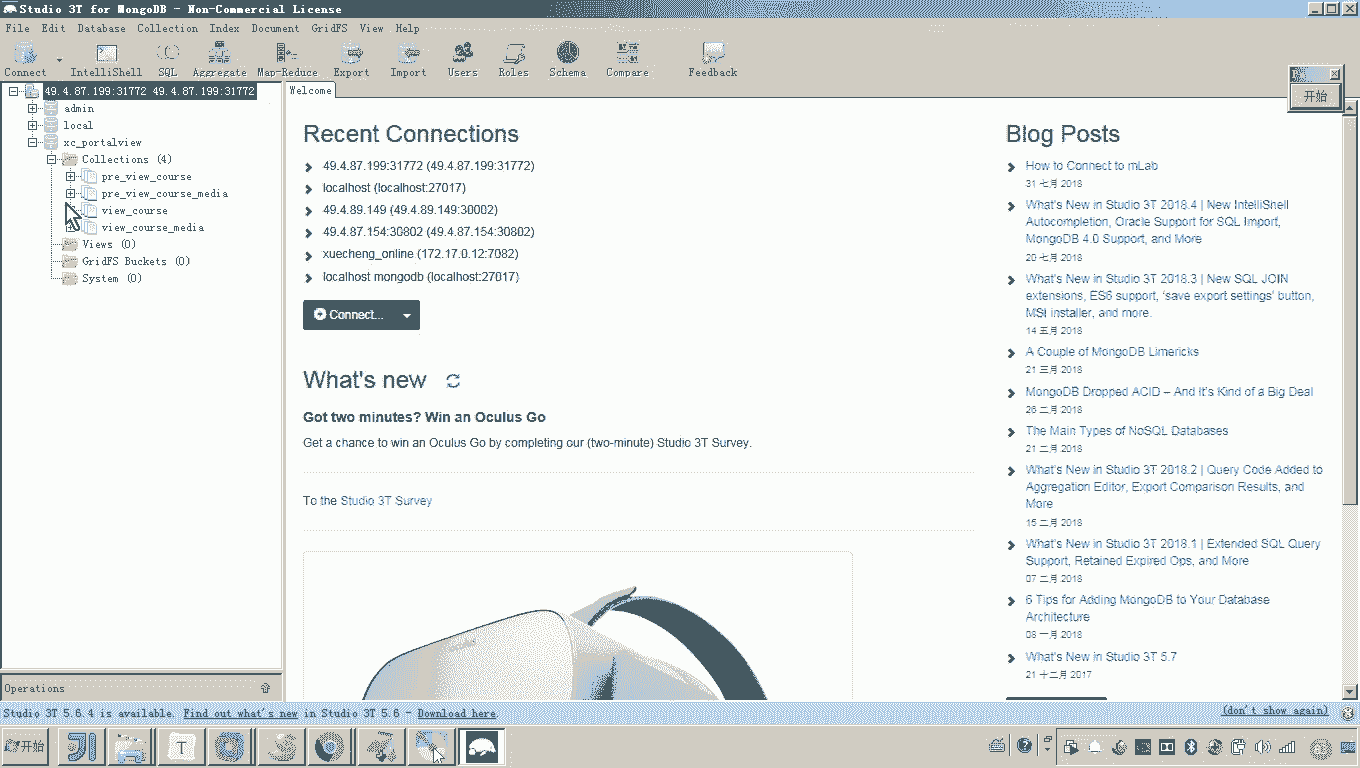 Studio 3T for MongoDB - Non-Commercial License
File Edit Database Collection Index Document GridFS View Help
Connect IntelliShell SQL Aggregate Map-Reduce Export Import Users Roles Schema Compare Feedback
开始
49.4.87.199:31772 49.4.87.199:31772
admin
local
xc_portalview
Collections (4)
pre_view_course
pre_view_course_media
view_course
view_course_media
Views (0)
GridFS Buckets (0)
System (0)
Operations
Welcome
Recent Connections
49.4.87.199:31772 (49.4.87.199:31772)
localhost (localhost:27017)
49.4.89.149 (49.4.89.149:30002)
49.4.87.154:30802 (49.4.87.154:30802)
xuecheng_online (172.17.0.12:7082)
localhost mongodb (localhost:27017)
Connect...
What's new
Got two minutes? Win an Oculus Go
Get a chance to win an Oculus Go by completing our (two-minute) Studio 3T Survey.
To the Studio 3T Survey
Blog Posts
How to Connect to mLab
31 七月 2018
What's New in Studio 3T 2018.4 | New IntelliShell
Autocompletion, Oracle Support for SQL Import,
MongoDB 4.0 Support, and More
20 七月 2018
What's New in Studio 3T 2018.3 | New SQL JOIN
extensions, ES6 support, 'save export settings' button,
MSI installer, and more.
14 五月 2018
A Couple of MongoDB Limericks
21 三月 2018
MongoDB Dropped ACID – And It's Kind of a Big Deal
26 二月 2018
The Main Types of NoSQL Databases
21 二月 2018
What's New in Studio 3T 2018.2 | Query Code Added to
Aggregation Editor, Export Comparison Results, and
More
15 二月 2018
What's New in Studio 3T 2018.1 | Extended SQL Query
Support, Retained Expired Ops, and More
07 二月 2018
6 Tips for Adding MongoDB to Your Database
Architecture
08 一月 2018
What's New in Studio 3T 5.7
21 十二月 2017
Studio 3T 5.6.4 is available. Find out what's new in Studio 3T 5.6 - Download here.
(don't show again)
开始